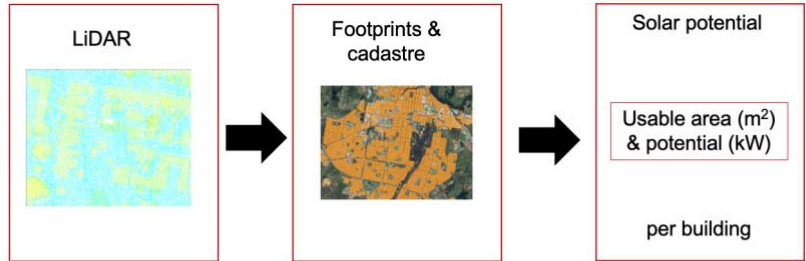 LiDAR
Footprints &
cadastre
Solar potential
Usable area (m²)
& potential (kW)
per building